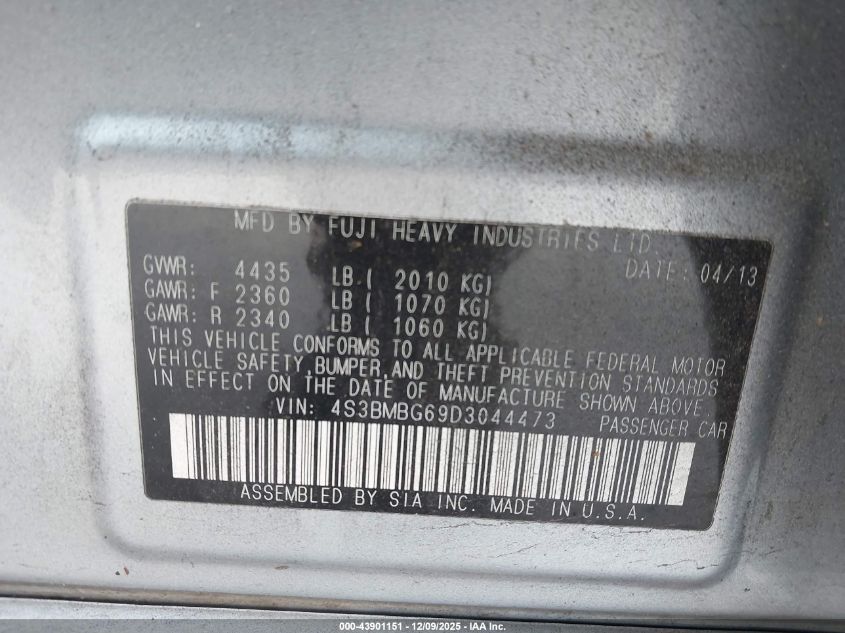 MFD BY FUJI HEAVY INDUSTRIES LTD.
DATE: 04/13
GVWR: 4435 LB ( 2010 KG)
GAWR: F 2360 LB ( 1070 KG)
GAWR: R 2340 LB ( 1060 KG)
THIS VEHICLE CONFORMS TO ALL APPLICABLE FEDERAL MOTOR
VEHICLE SAFETY, BUMPER, AND THEFT PREVENTION STANDARDS
IN EFFECT ON THE DATE OF MANUFACTURE SHOWN ABOVE.
VIN: 4S3BMBG69D3044473 PASSENGER CAR
ASSEMBLED BY SIA INC. MADE IN U.S.A.
000-43901151 - 12/09/2025 - IAA Inc.